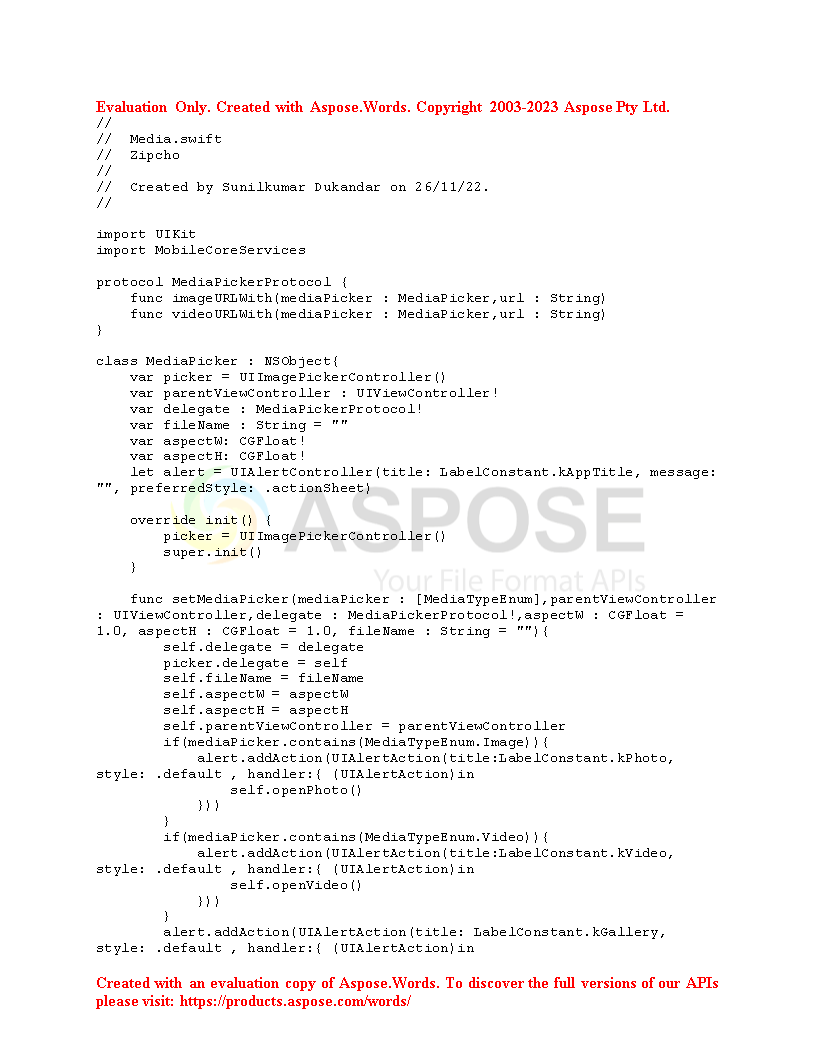 Evaluation Only. Created with Aspose.Words. Copyright 2003-2023 Aspose Pty Ltd.
//
//  Media.swift
//  Zipcho
//
//  Created by Sunilkumar Dukandar on 26/11/22.
//
import UIKit
import MobileCoreServices
protocol MediaPickerProtocol {
    func imageURLWith(mediaPicker : MediaPicker,url : String)
    func videoURLWith(mediaPicker : MediaPicker,url : String)
}
class MediaPicker : NSObject{
    var picker = UIImagePickerController()
    var parentViewController : UIViewController!
    var delegate : MediaPickerProtocol!
    var fileName : String = ""
    var aspectW: CGFloat!
    var aspectH: CGFloat!
    let alert = UIAlertController(title: LabelConstant.kAppTitle, message:
"", preferredStyle: .actionSheet)
    override init() {
        picker = UIImagePickerController()
        super.init()
    }
ASPOSE
Your File Format APIs
    func setMediaPicker(mediaPicker : [MediaTypeEnum],parentViewController
: UIViewController,delegate : MediaPickerProtocol!,aspectW : CGFloat =
1.0, aspectH : CGFloat = 1.0, fileName : String = ""){
        self.delegate = delegate
        picker.delegate = self
        self.fileName = fileName
        self.aspectW = aspectW
        self.aspectH = aspectH
        self.parentViewController = parentViewController
        if(mediaPicker.contains(MediaTypeEnum.Image)){
            alert.addAction(UIAlertAction(title:LabelConstant.kPhoto,
style: .default , handler:{ (UIAlertAction)in
                self.openPhoto()
            }))
        }
        if(mediaPicker.contains(MediaTypeEnum.Video)){
            alert.addAction(UIAlertAction(title:LabelConstant.kVideo,
style: .default , handler:{ (UIAlertAction)in
                self.openVideo()
            }))
        }
        alert.addAction(UIAlertAction(title: LabelConstant.kGallery,
style: .default , handler:{ (UIAlertAction)in
Created with an evaluation copy of Aspose.Words. To discover the full versions of our APIs
please visit: https://products.aspose.com/words/